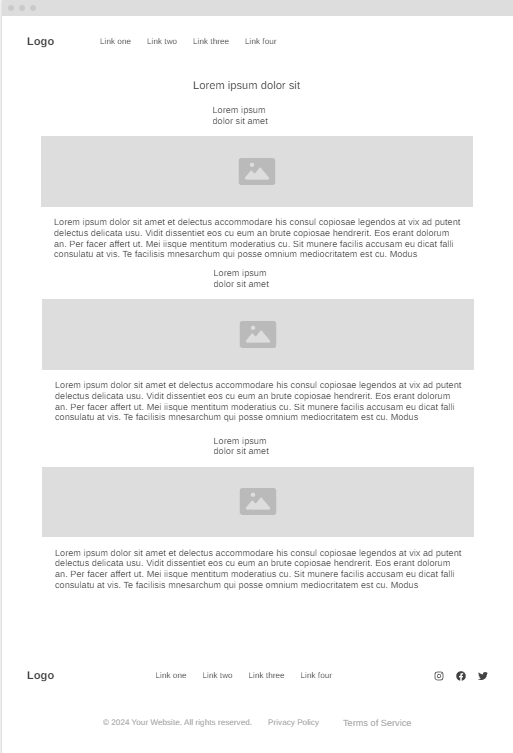 Logo
Link one Link two Link three Link four
Lorem ipsum dolor sit
Lorem ipsum
dolor sit amet
Lorem ipsum dolor sit amet et delectus accommodare his consul copiosae legendos at vix ad putent
delectus delicata usu. Vidit dissentiet eos cu eum an brute copiosae hendrerit. Eos erant dolorum
an. Per facer affert ut. Mei iisque mentitum moderatius cu. Sit munere facilis accusam eu dicat falli
consulatu at vis. Te facilisis mnesarchum qui posse omnium mediocritatem est cu. Modus
Lorem ipsum
dolor sit amet
Lorem ipsum dolor sit amet et delectus accommodare his consul copiosae legendos at vix ad putent
delectus delicata usu. Vidit dissentiet eos cu eum an brute copiosae hendrerit. Eos erant dolorum
an. Per facer affert ut. Mei iisque mentitum moderatius cu. Sit munere facilis accusam eu dicat falli
consulatu at vis. Te facilisis mnesarchum qui posse omnium mediocritatem est cu. Modus
Lorem ipsum
dolor sit amet
Lorem ipsum dolor sit amet et delectus accommodare his consul copiosae legendos at vix ad putent
delectus delicata usu. Vidit dissentiet eos cu eum an brute copiosae hendrerit. Eos erant dolorum
an. Per facer affert ut. Mei iisque mentitum moderatius cu. Sit munere facilis accusam eu dicat falli
consulatu at vis. Te facilisis mnesarchum qui posse omnium mediocritatem est cu. Modus
Logo
Link one Link two Link three Link four
© 2024 Your Website. All rights reserved. Privacy Policy Terms of Service